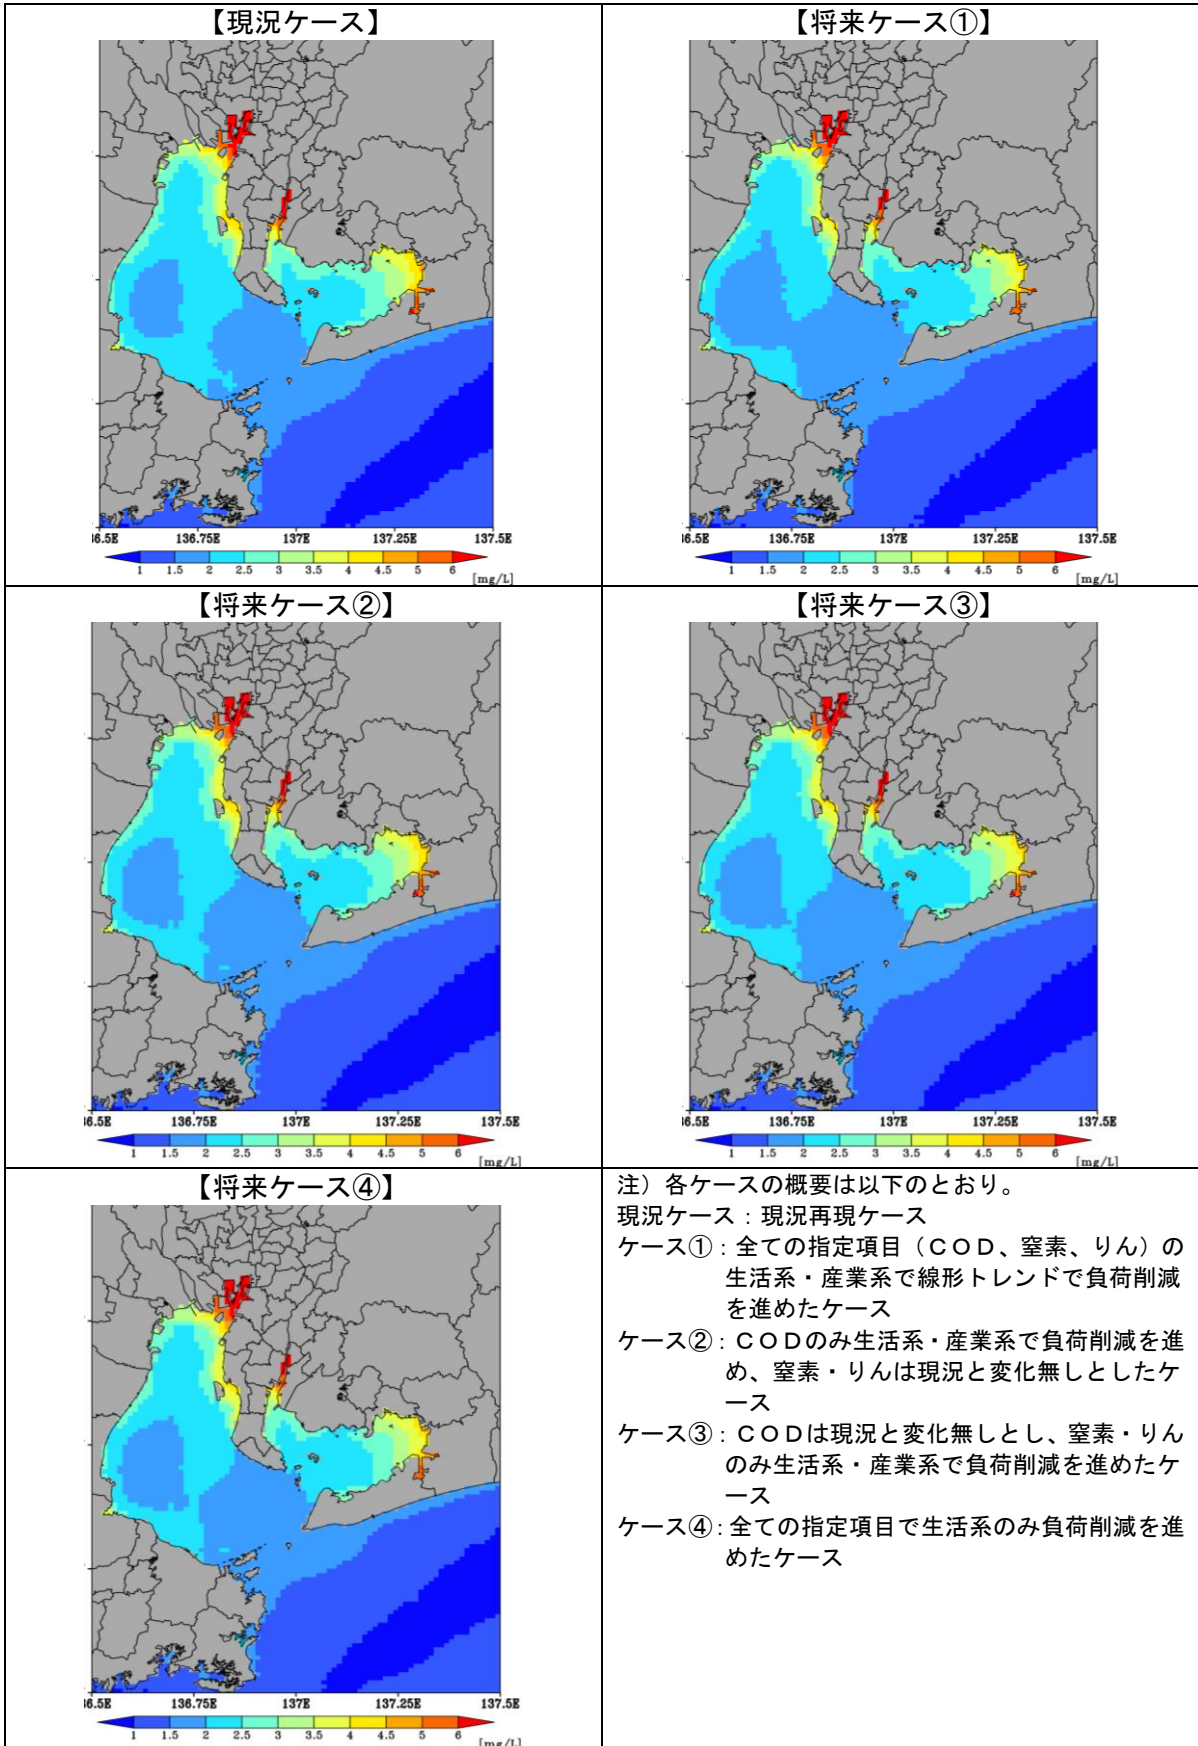 【現況ケース】
136.5E 136.75E 137E 137.25E 137.5E
1 1.5 2 2.5 3 3.5 4 4.5 5 6
[mg/L]
【将来ケース①】
136.5E 136.75E 137E 137.25E 137.5E
1 1.5 2 2.5 3 3.5 4 4.5 5 6
[mg/L]
【将来ケース②】
136.5E 136.75E 137E 137.25E 137.5E
1 1.5 2 2.5 3 3.5 4 4.5 5 6
[mg/L]
【将来ケース③】
136.5E 136.75E 137E 137.25E 137.5E
1 1.5 2 2.5 3 3.5 4 4.5 5 6
[mg/L]
【将来ケース④】
136.5E 136.75E 137E 137.25E 137.5E
1 1.5 2 2.5 3 3.5 4 4.5 5 6
[mg/L]
注）各ケースの概要は以下のとおり。
現況ケース：現況再現ケース
ケース①：全ての指定項目（ＣＯＤ、窒素、りん）の
生活系・産業系で線形トレンドで負荷削減
を進めたケース
ケース②：ＣＯＤのみ生活系・産業系で負荷削減を進
め、窒素・りんは現況と変化無しとしたケ
ース
ケース③：ＣＯＤは現況と変化無しとし、窒素・りん
のみ生活系・産業系で負荷削減を進めたケ
ース
ケース④：全ての指定項目で生活系のみ負荷削減を進
めたケース